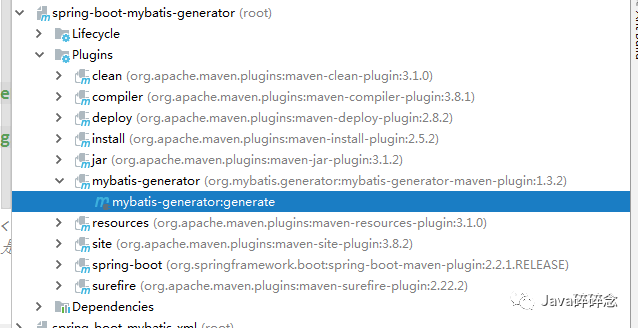 spring-boot-mybatis-generator (root)
Lifecycle
Plugins
clean (org.apache.maven.plugins:maven-clean-plugin:3.1.0)
compiler (org.apache.maven.plugins:maven-compiler-plugin:3.8.1)
deploy (org.apache.maven.plugins:maven-deploy-plugin:2.8.2)
install (org.apache.maven.plugins:maven-install-plugin:2.5.2)
jar (org.apache.maven.plugins:maven-jar-plugin:3.1.2)
mybatis-generator (org.mybatis.generator:mybatis-generator-maven-plugin:1.3.2)
mybatis-generator:generate
resources (org.apache.maven.plugins:maven-resources-plugin:3.1.0)
site (org.apache.maven.plugins:maven-site-plugin:3.8.2)
spring-boot (org.springframework.boot:spring-boot-maven-plugin:2.2.1.RELEASE)
surefire (org.apache.maven.plugins:maven-surefire-plugin:2.22.2)
Dependencies
Java碎碎念
spring-boot-mybatis-xml (root)